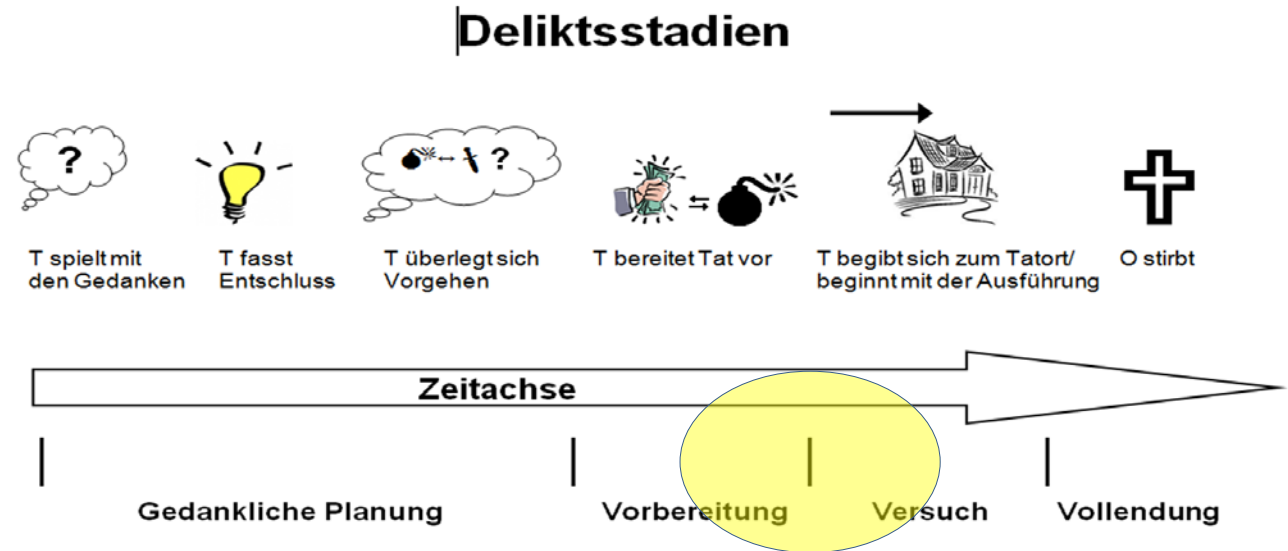 Deliktsstadien
?
?
T spielt mit
den Gedanken
T fasst
Entschluss
T überlegt sich
Vorgehen
T bereitet Tat vor
T begibt sich zum Tatort/
beginnt mit der Ausführung
O stirbt
Zeitachse
Gedankliche Planung
Vorbereitung
Versuch
Vollendung